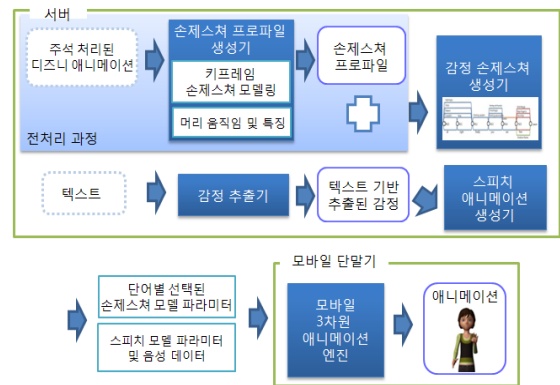 서버
주석 처리된
디즈니 애니메이션
손제스쳐 프로파일
생성기
키프레임
손제스쳐 모델링
머리 움직임 및 특징
손제스쳐
프로파일
감정 손제스쳐
생성기
전처리 과정
텍스트
감정 추출기
텍스트 기반
추출된 감정
스피치
애니메이션
생성기
단어별 선택된
손제스쳐 모델 파라미터
스피치 모델 파라미터
및 음성 데이터
모바일 단말기
모바일
3차원
애니메이션
엔진
애니메이션